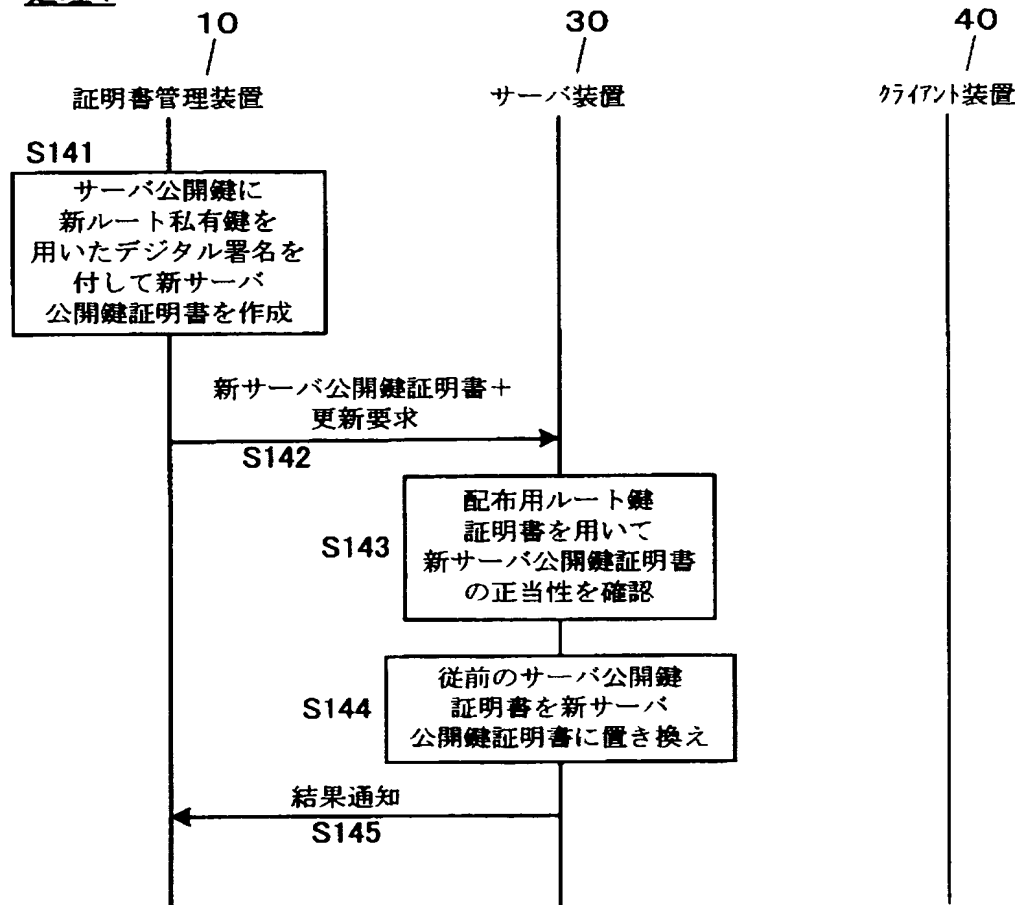 10
30
40
証明書管理装置
サーバ装置
クライアント装置
S141
サーバ公開鍵に
新ルート私有鍵を
用いたデジタル署名を
付して新サーバ
公開鍵証明書を作成
新サーバ公開鍵証明書＋
更新要求
S142
S143
配布用ルート鍵
証明書を用いて
新サーバ公開鍵証明書
の正当性を確認
S144
従前のサーバ公開鍵
証明書を新サーバ
公開鍵証明書に置き換え
結果通知
S145